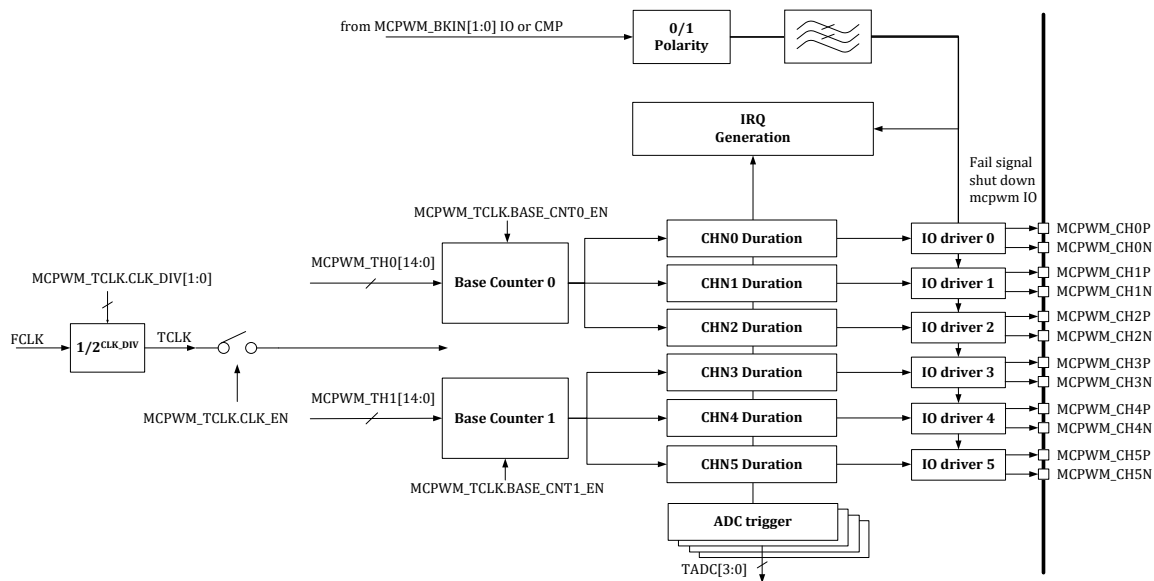 from MCPWM_BKIN[1:0] IO or CMP
0/1
Polarity
IRQ
Generation
Fail signal
shut down
mcpwm IO
MCPWM_TCLK.BASE_CNT0_EN
MCPWM_TH0[14:0]
Base Counter 0
CHN0 Duration
CHN1 Duration
CHN2 Duration
IO driver 0
IO driver 1
IO driver 2
MCPWM_CH0P
MCPWM_CH0N
MCPWM_CH1P
MCPWM_CH1N
MCPWM_CH2P
MCPWM_CH2N
MCPWM_TCLK.CLK_DIV[1:0]
FCLK
1/2^CLK_DIV
TCLK
MCPWM_TCLK.CLK_EN
MCPWM_TH1[14:0]
Base Counter 1
MCPWM_TCLK.BASE_CNT1_EN
CHN3 Duration
CHN4 Duration
CHN5 Duration
IO driver 3
IO driver 4
IO driver 5
MCPWM_CH3P
MCPWM_CH3N
MCPWM_CH4P
MCPWM_CH4N
MCPWM_CH5P
MCPWM_CH5N
ADC trigger
TADC[3:0]